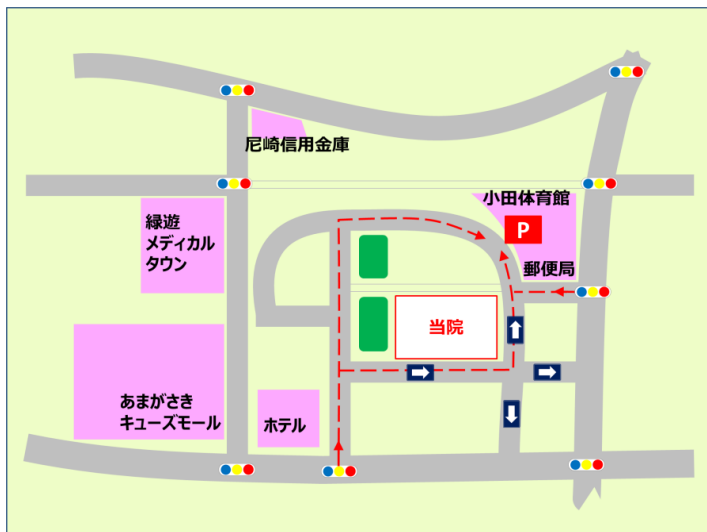 尼崎信用金庫
小田体育館
P
緑遊
メディカル
タウン
郵便局
当院
あまがさき
キューズモール
ホテル